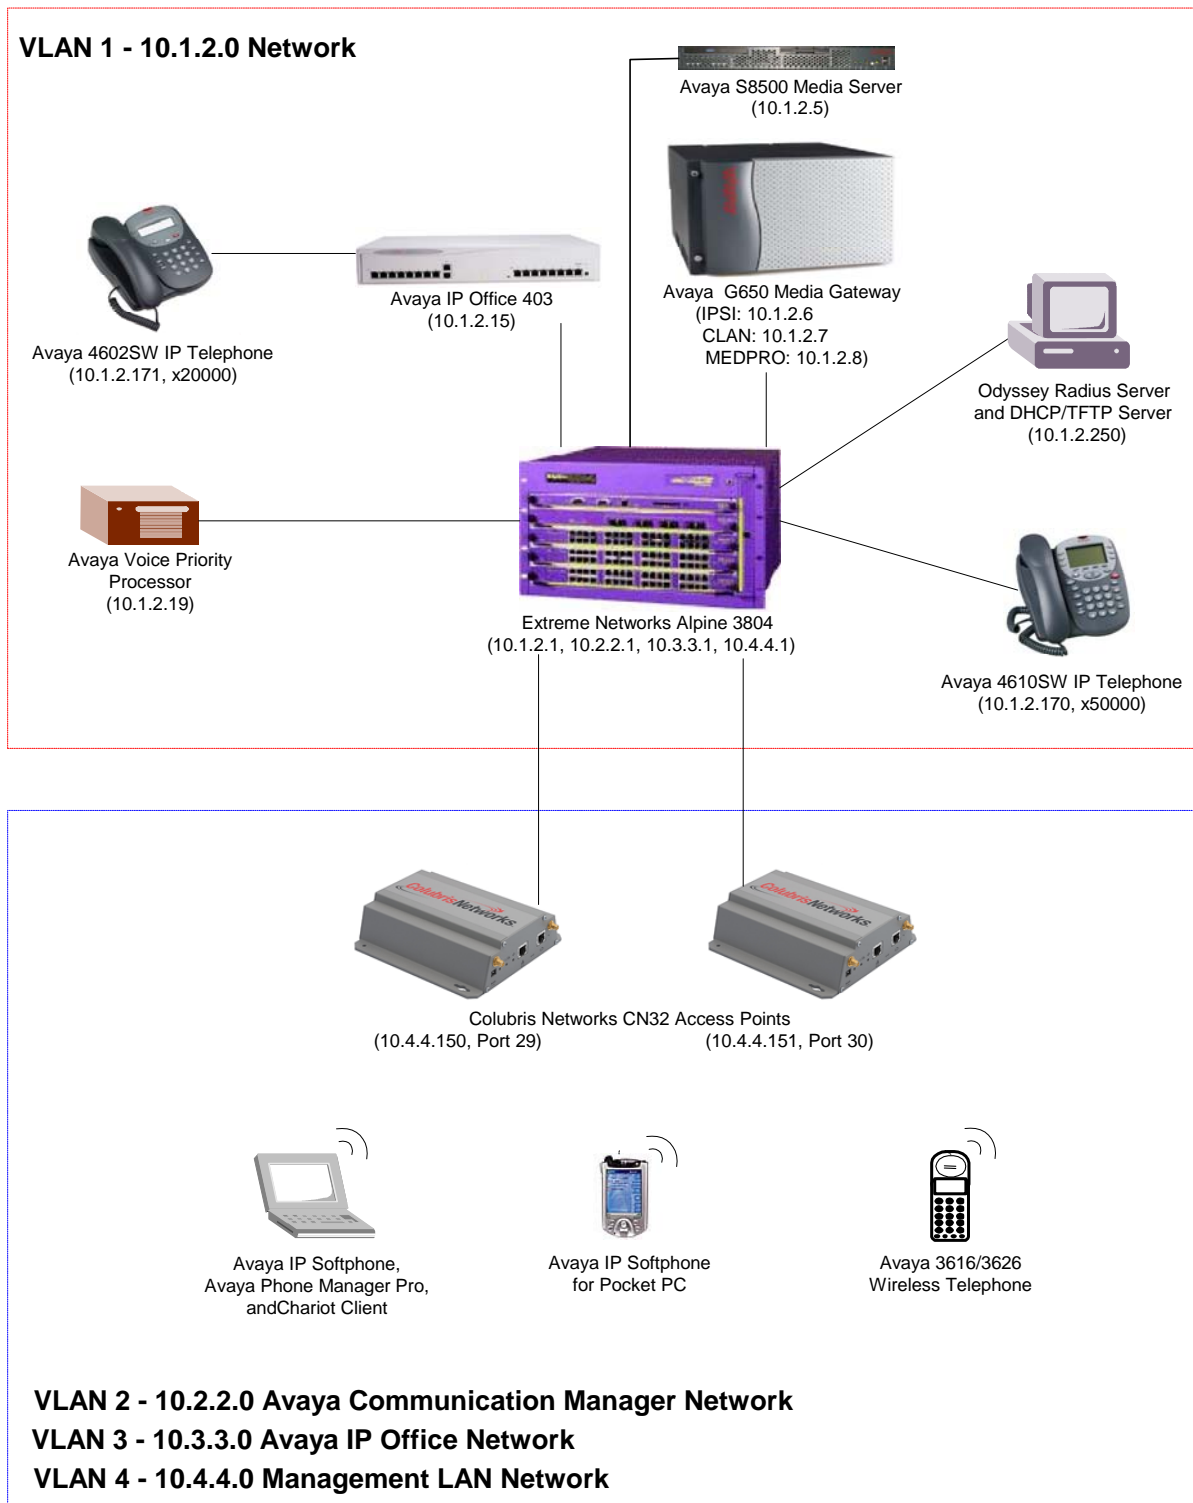 VLAN 1 - 10.1.2.0 Network
Avaya S8500 Media Server
(10.1.2.5)
AVAYA
Avaya G650 Media Gateway
(IPSI: 10.1.2.6
CLAN: 10.1.2.7
MEDPRO: 10.1.2.8)
Avaya IP Office 403
(10.1.2.15)
Avaya 4602SW IP Telephone
(10.1.2.171, x20000)
Odyssey Radius Server
and DHCP/TFTP Server
(10.1.2.250)
Avaya Voice Priority
Processor
(10.1.2.19)
Extreme Networks Alpine 3804
(10.1.2.1, 10.2.2.1, 10.3.3.1, 10.4.4.1)
Avaya 4610SW IP Telephone
(10.1.2.170, x50000)
ColubrisNetworks
ColubrisNetworks
Colubris Networks CN32 Access Points
(10.4.4.150, Port 29)
(10.4.4.151, Port 30)
Avaya IP Softphone,
Avaya Phone Manager Pro,
andChariot Client
Avaya IP Softphone
for Pocket PC
Avaya 3616/3626
Wireless Telephone
VLAN 2 - 10.2.2.0 Avaya Communication Manager Network
VLAN 3 - 10.3.3.0 Avaya IP Office Network
VLAN 4 - 10.4.4.0 Management LAN Network